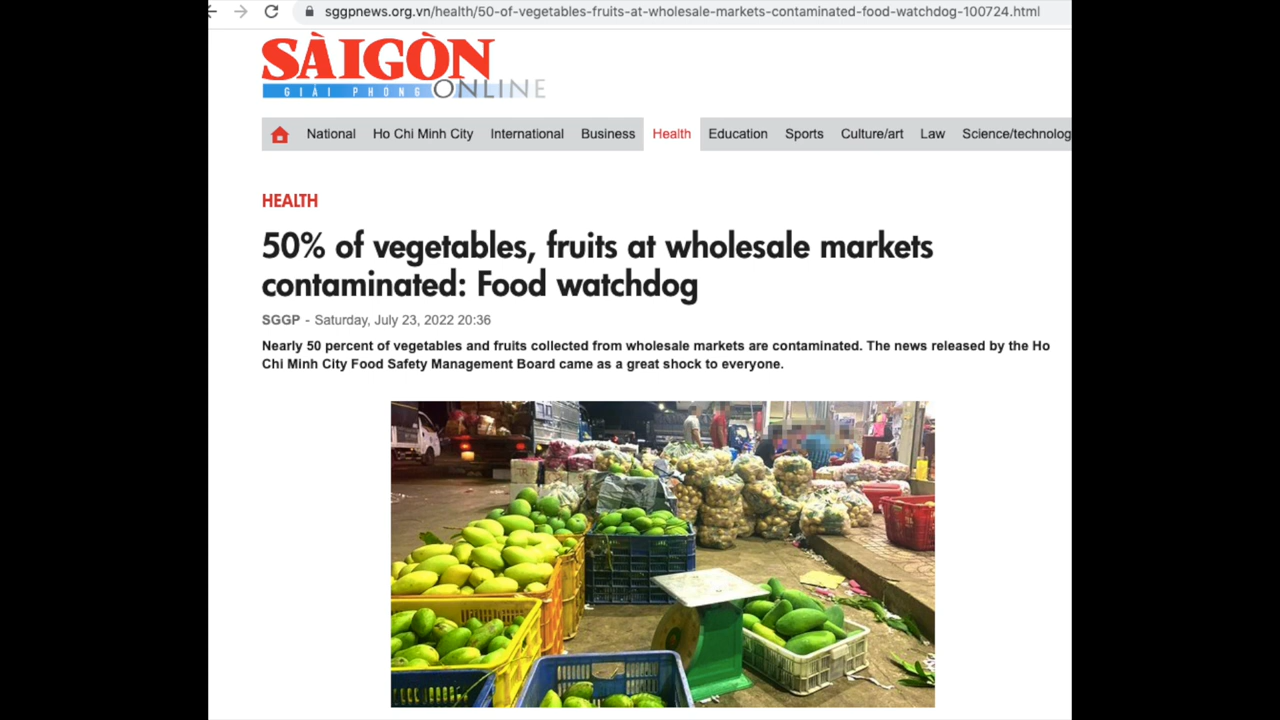 sggpnews.org.vn/health/50-of-vegetables-fruits-at-wholesale-markets-contaminated-food-watchdog-100724.html
SÀIGÒN
GIẢI PHÓNG ONLINE
National Ho Chi Minh City International Business Health Education Sports Culture/art Law Science/technolog
HEALTH
50% of vegetables, fruits at wholesale markets
contaminated: Food watchdog
SGGP - Saturday, July 23, 2022 20:36
Nearly 50 percent of vegetables and fruits collected from wholesale markets are contaminated. The news released by the Ho
Chi Minh City Food Safety Management Board came as a great shock to everyone.